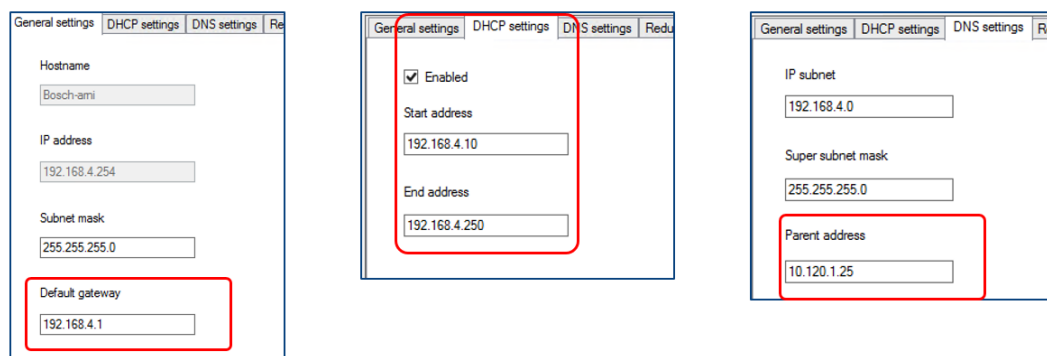 General settings DHCP settings DNS settings Re
Hostname
Bosch-ami
IP address
192.168.4.254
Subnet mask
255.255.255.0
Default gateway
192.168.4.1
General settings DHCP settings DNS settings Redu
Enabled
Start address
192.168.4.10
End address
192.168.4.250
General settings DHCP settings DNS settings R
IP subnet
192.168.4.0
Super subnet mask
255.255.255.0
Parent address
10.120.1.25